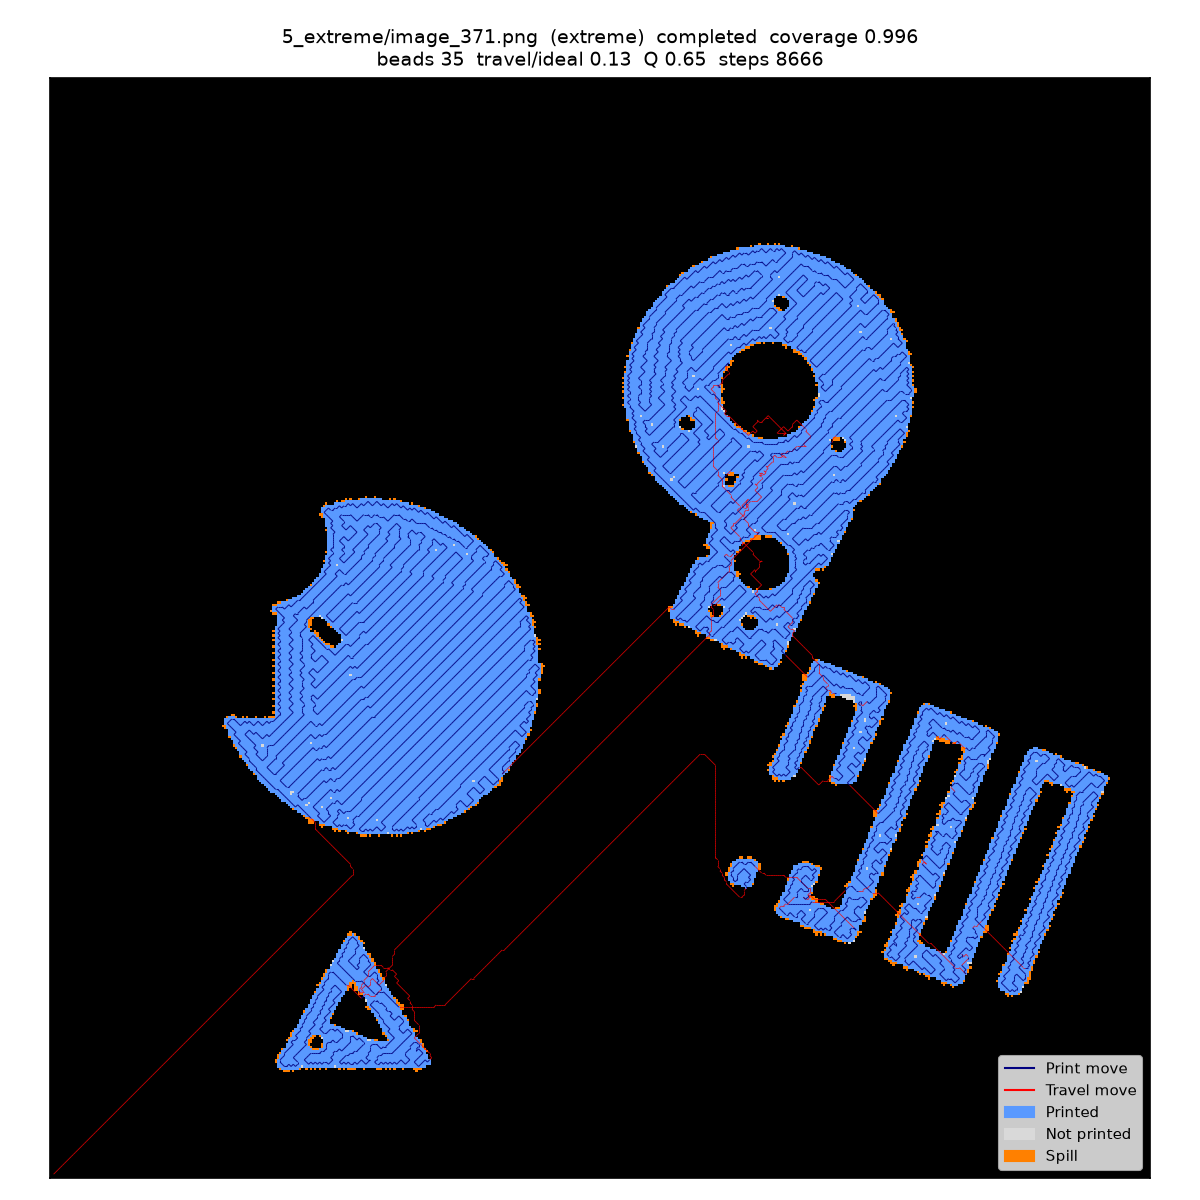 5_extreme/image_371.png  (extreme)  completed  coverage 0.996
beads 35  travel/ideal 0.13  Q 0.65  steps 8666
Print move
Travel move
Printed
Not printed
Spill